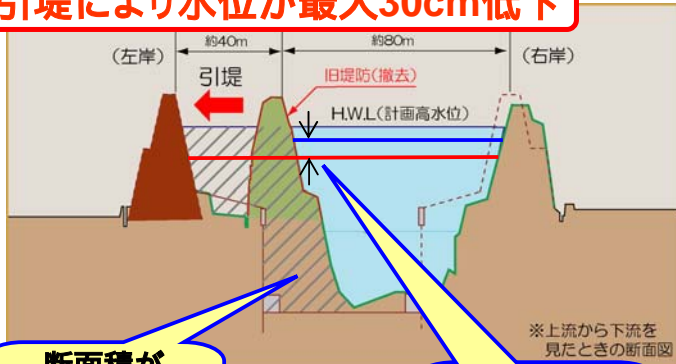 引堤により水位が最大30cm低下
約40m
約80m
(左岸)
(右岸)
引堤
旧堤防(撤去)
H.W.L(計画高水位)
断面積が
※上流から下流を
見たときの断面図